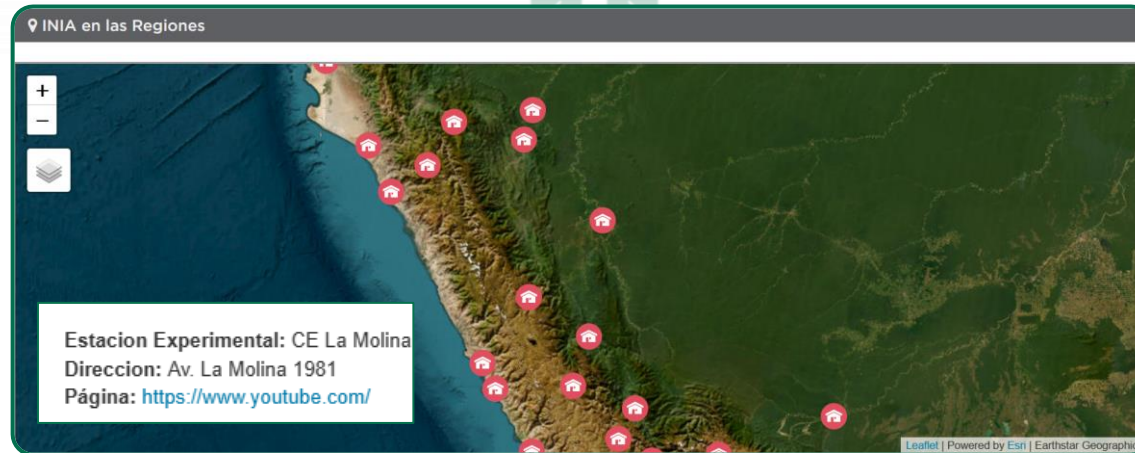 INIA en las Regiones
+
−
Estacion Experimental: CE La Molina
Direccion: Av. La Molina 1981
Página: https://www.youtube.com/
Leaflet | Powered by Esri | Earthstar Geographic